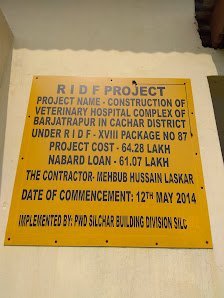 R I D F PROJECT
PROJECT NAME - CONSTRUCTION OF
VETERINARY HOSPITAL COMPLEX OF
BARJATRAPUR IN CACHAR DISTRICT
UNDER R I D F - XVIII PACKAGE NO 87
PROJECT COST - 64.28 LAKH
NABARD LOAN - 61.07 LAKH
THE CONTRACTOR- MEHBUB HUSSAIN LASKAR
DATE OF COMMENCEMENT: 12TH MAY 2014
IMPLEMENTED BY: PWD SILCHAR BUILDING DIVISION SILC